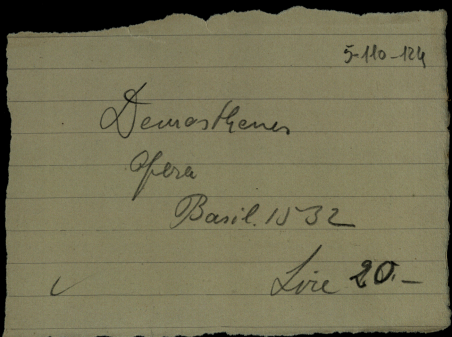 5-110-124
Demosthenes
Opera
Basil. 1532
Lire 20.-